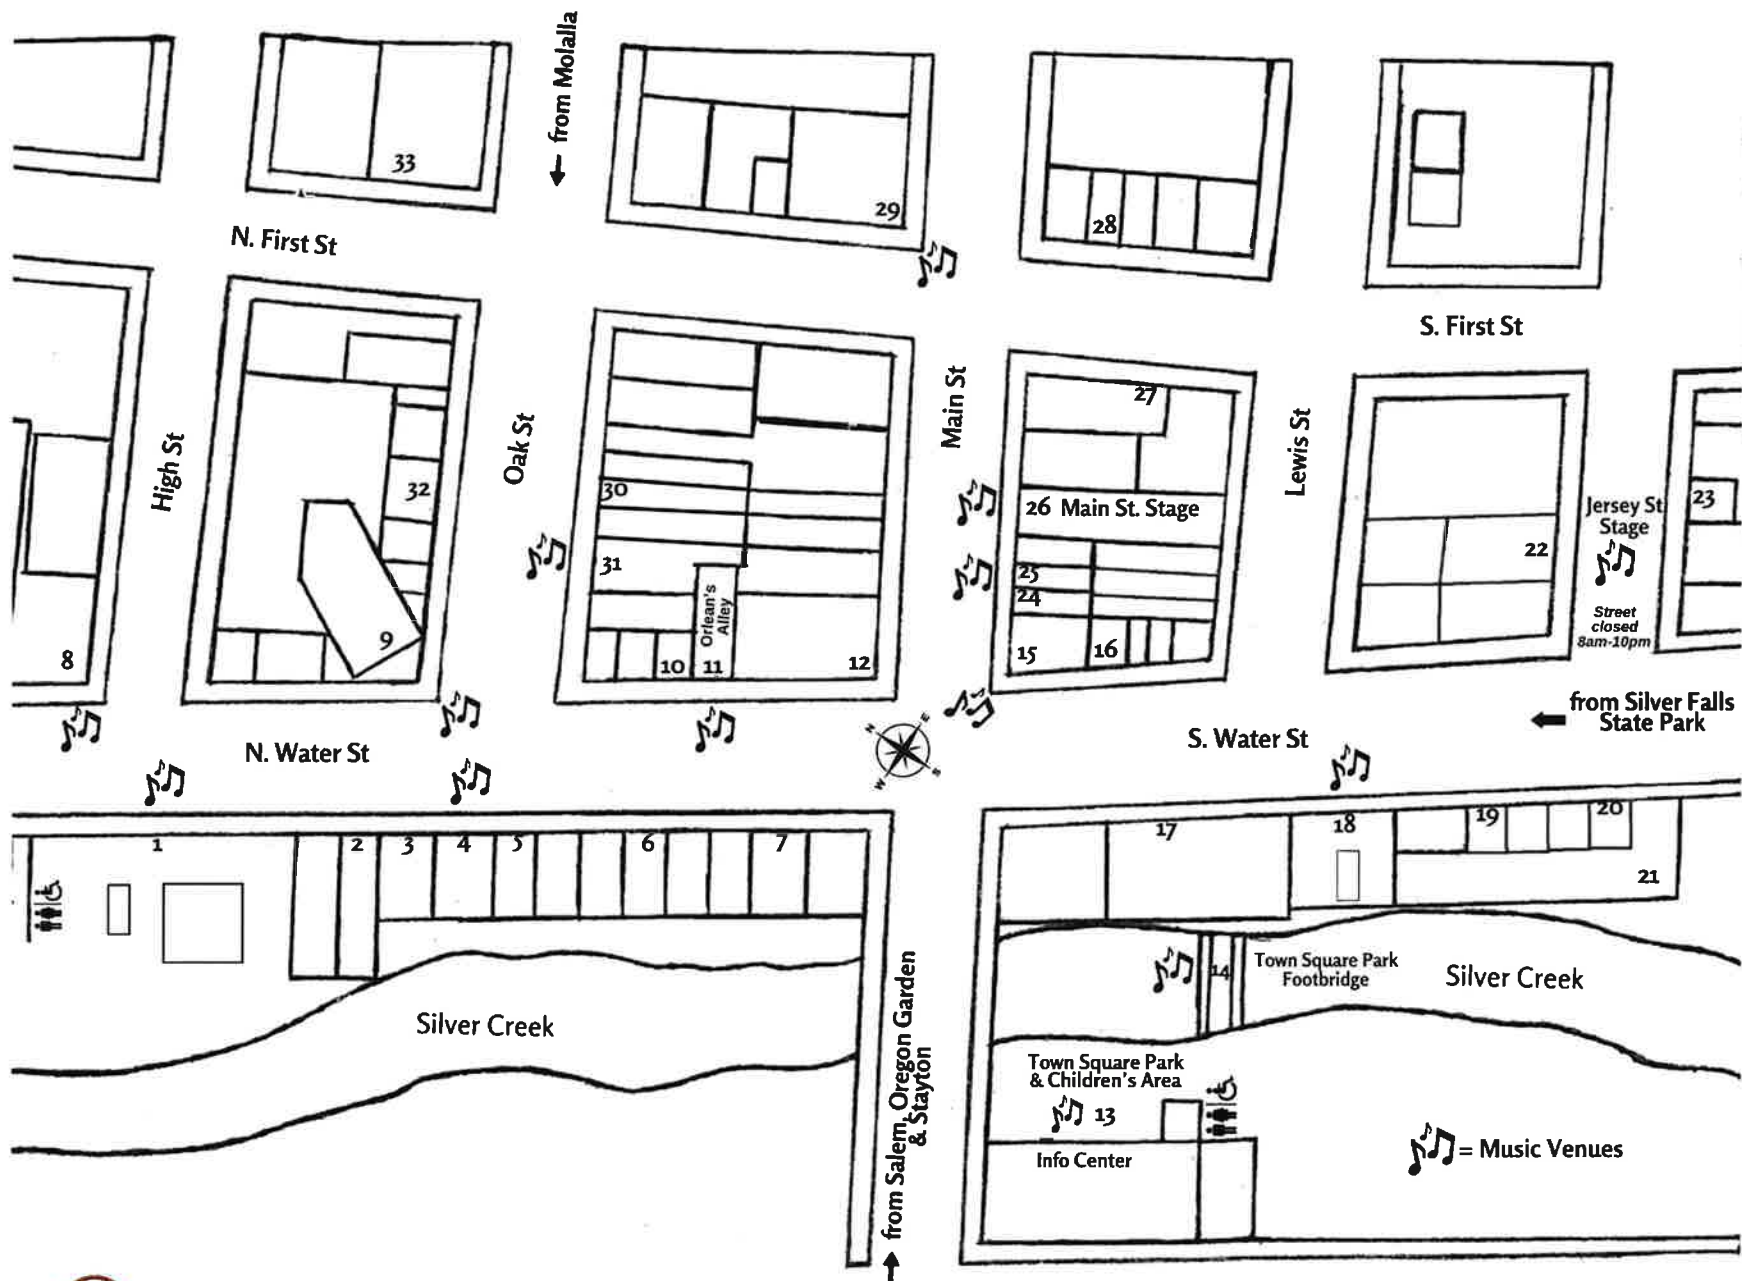 ← from Molalla
33
29
28
N. First St
S. First St
High St
Oak St
Main St
Lewis St
27
32
30
26 Main St. Stage
31
25
24
Orlean's
Alley
22
23
Jersey St
Stage
Street
closed
8am-10pm
8
9
10
11
12
15
16
from Silver Falls
State Park
N
E
S
W
N. Water St
S. Water St
1
2
3
4
5
6
7
17
18
19
20
21
14
Town Square Park
Footbridge
Silver Creek
Silver Creek
from Salem, Oregon Garden
& Stayton
Town Square Park
& Children's Area
13
Info Center
= Music Venues